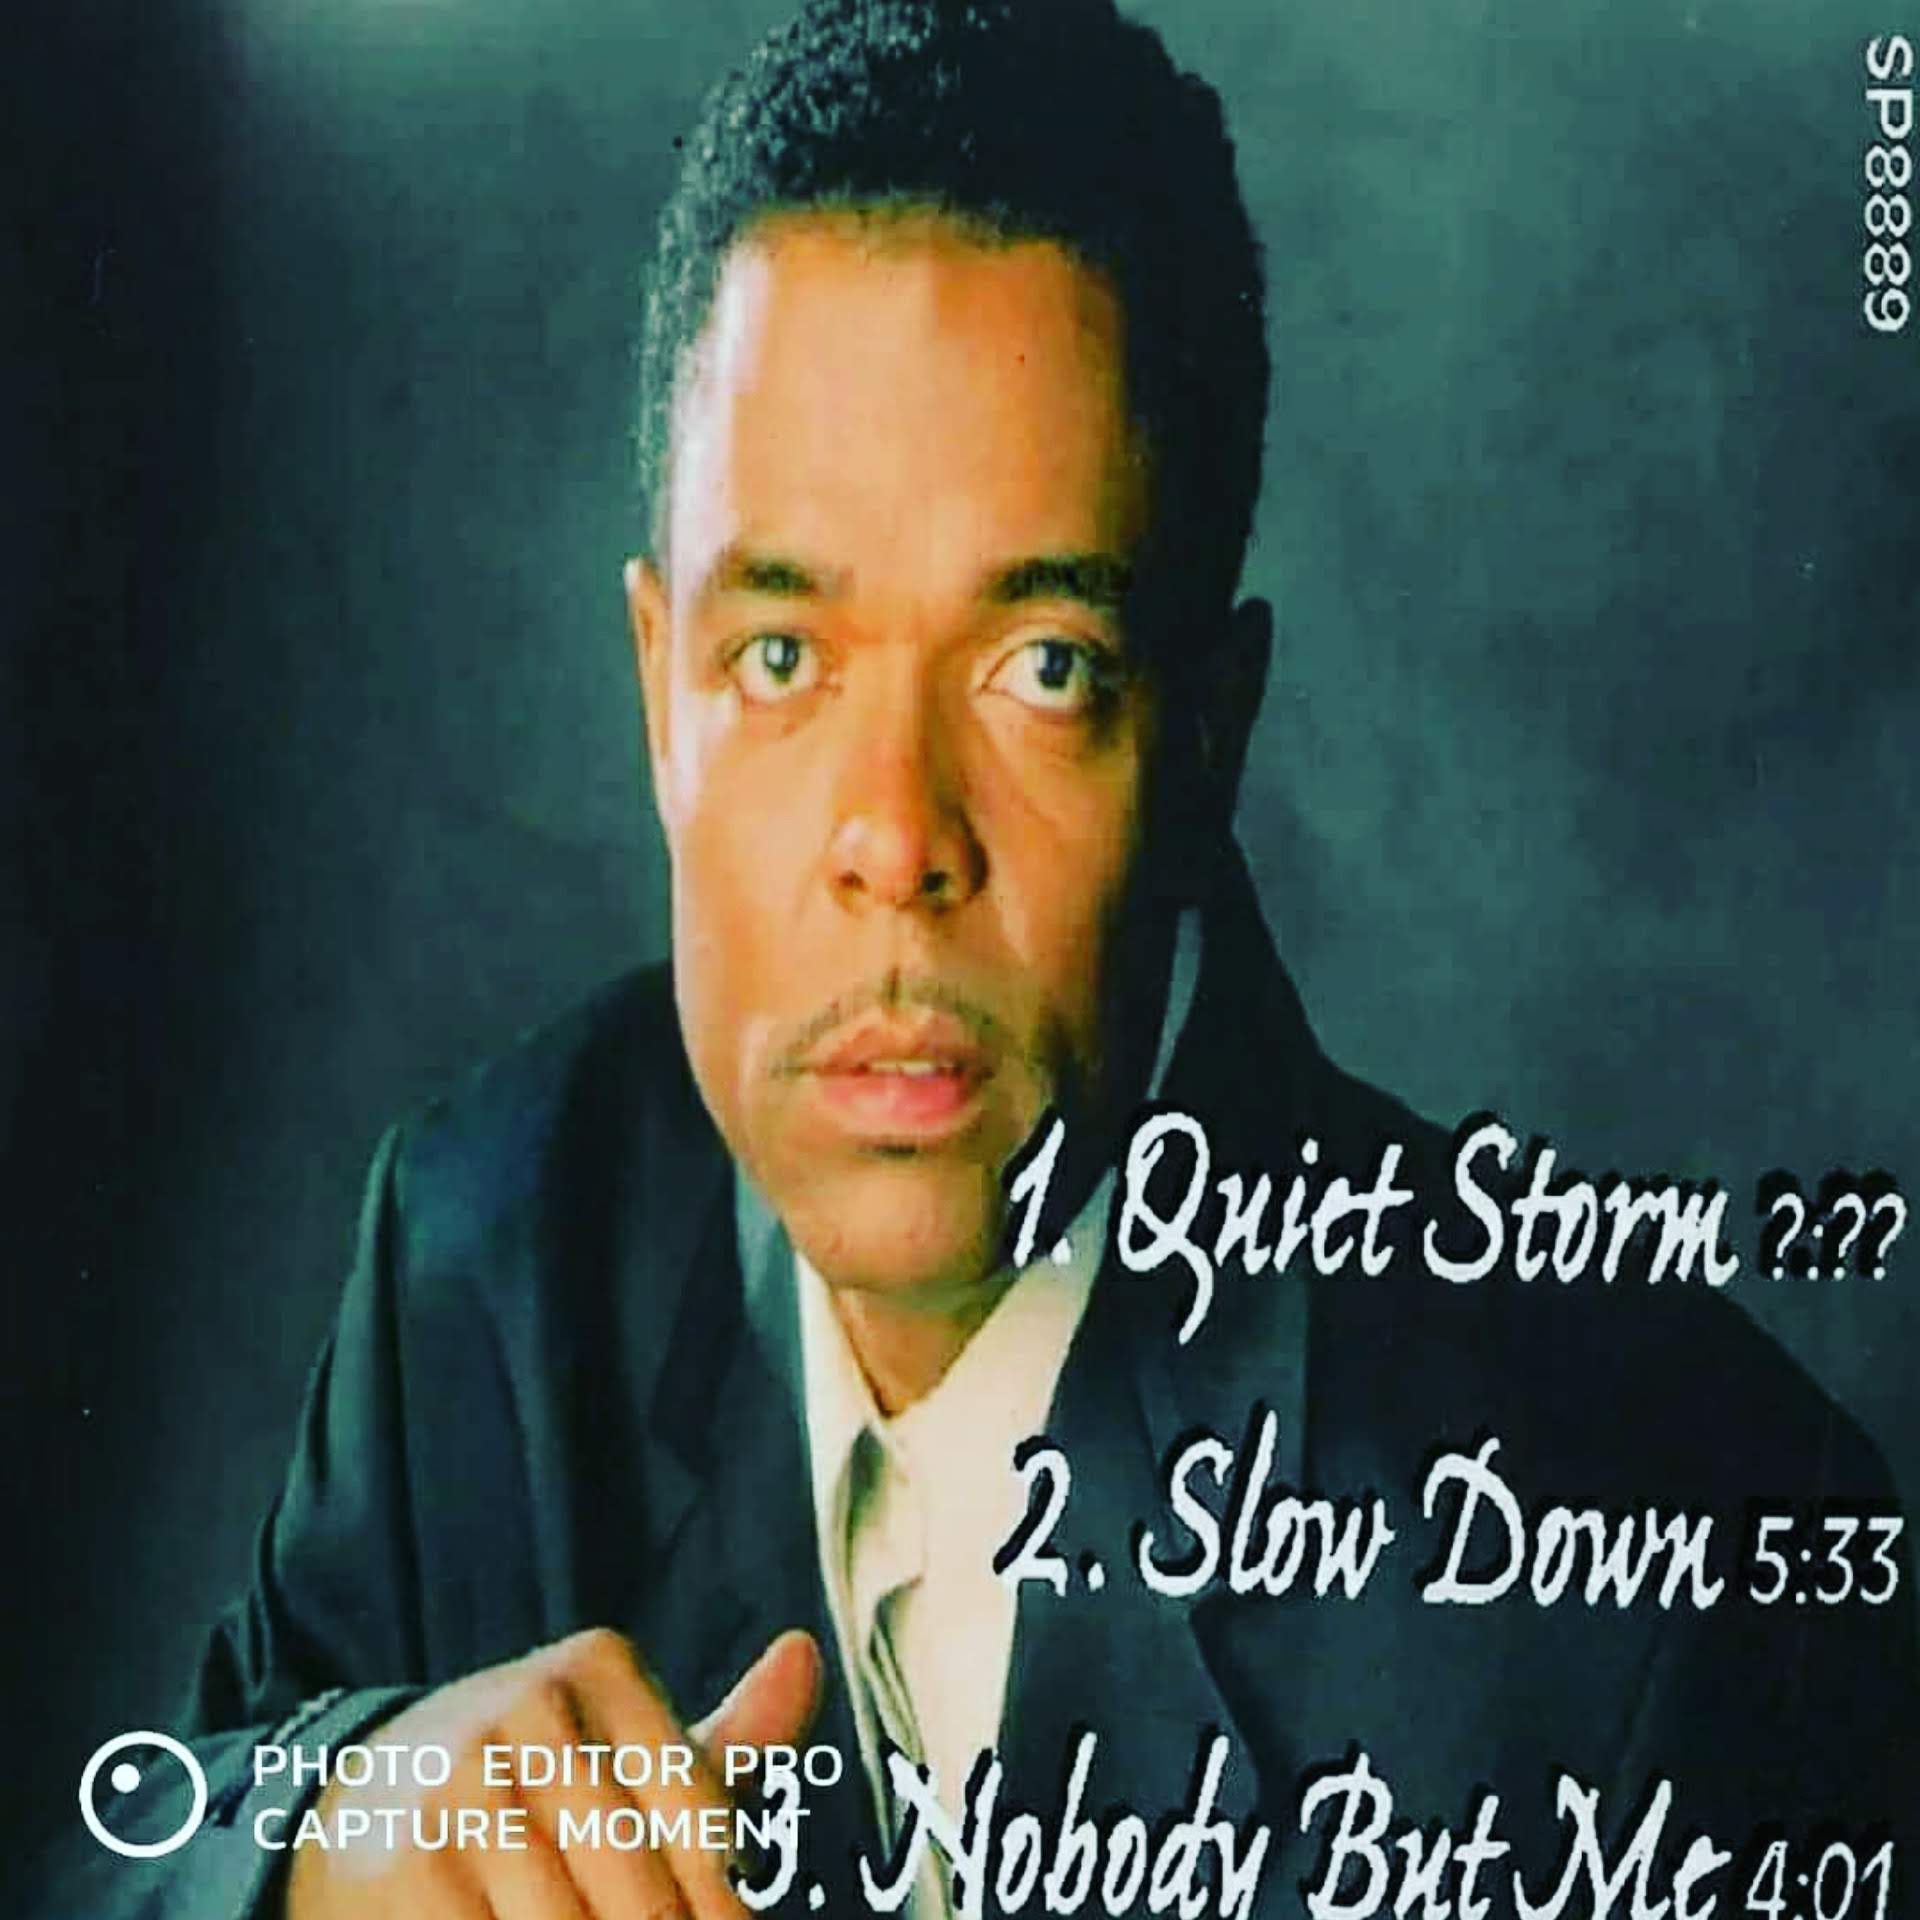 SP8889
1. Quiet Storm ?:??
2. Slow Down 5:33
3. Nobody But Me 4:01
PHOTO EDITOR PRO
CAPTURE MOMENT